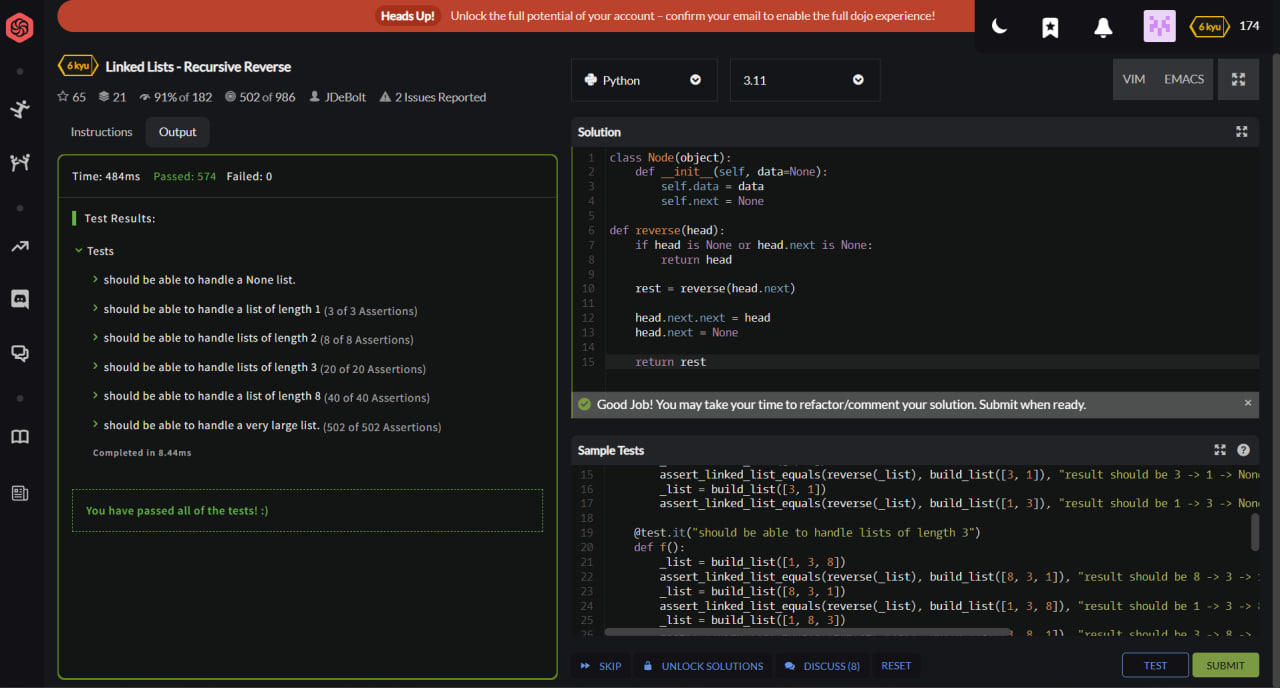 Heads Up! Unlock the full potential of your account – confirm your email to enable the full dojo experience!
6 kyu 174
6 kyu Linked Lists - Recursive Reverse
65 21 91% of 182 502 of 986 JDeBolt 2 Issues Reported
Instructions Output
Time: 484ms Passed: 574 Failed: 0
Test Results:
Tests
should be able to handle a None list.
should be able to handle a list of length 1 (3 of 3 Assertions)
should be able to handle lists of length 2 (8 of 8 Assertions)
should be able to handle lists of length 3 (20 of 20 Assertions)
should be able to handle a list of length 8 (40 of 40 Assertions)
should be able to handle a very large list. (502 of 502 Assertions)
Completed in 8.44ms
You have passed all of the tests! :)
Python 3.11 VIM EMACS
Solution
1 class Node(object):
2 def __init__(self, data=None):
3 self.data = data
4 self.next = None
5
6 def reverse(head):
7 if head is None or head.next is None:
8 return head
9
10 rest = reverse(head.next)
11
12 head.next.next = head
13 head.next = None
14
15 return rest
Good Job! You may take your time to refactor/comment your solution. Submit when ready. ×
Sample Tests
15 assert_linked_list_equals(reverse(_list), build_list([3, 1]), "result should be 3 -> 1 -> Non
16 _list = build_list([3, 1])
17 assert_linked_list_equals(reverse(_list), build_list([1, 3]), "result should be 1 -> 3 -> Non
18
19 @test.it("should be able to handle lists of length 3")
20 def f():
21 _list = build_list([1, 3, 8])
22 assert_linked_list_equals(reverse(_list), build_list([8, 3, 1]), "result should be 8 -> 3 -> 1
23 _list = build_list([8, 3, 1])
24 assert_linked_list_equals(reverse(_list), build_list([1, 3, 8]), "result should be 1 -> 3 -> 8
25 _list = build_list([1, 8, 3])
26 3, 8, 1]), "result should be 3 -> 8 ->
SKIP UNLOCK SOLUTIONS DISCUSS (8) RESET TEST SUBMIT